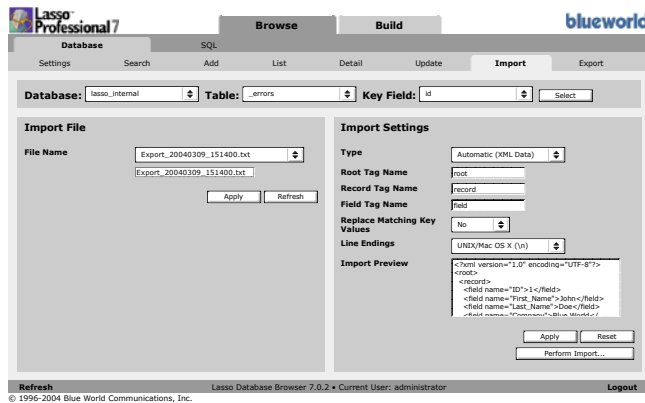 Lasso
Professional 7
Browse
Build
blueworld
Database
SQL
Settings
Search
Add
List
Detail
Update
Import
Export
Database:
lasso_internal
Table:
_errors
Key Field:
id
Select
Import File
File Name
Export_20040309_151400.txt
Export_20040309_151400.txt
Apply
Refresh
Import Settings
Type
Automatic (XML Data)
Root Tag Name
root
Record Tag Name
record
Field Tag Name
field
Replace Matching Key
Values
No
Line Endings
UNIX/Mac OS X (\n)
Import Preview
<?xml version="1.0" encoding="UTF-8"?>
<root>
<record>
<field name="ID">1</field>
<field name="First_Name">John</field>
<field name="Last_Name">Doe</field>
<field name="Company">Blue World</
Apply
Reset
Perform Import...
Refresh
Lasso Database Browser 7.0.2 • Current User: administrator
Logout
© 1996-2004 Blue World Communications, Inc.